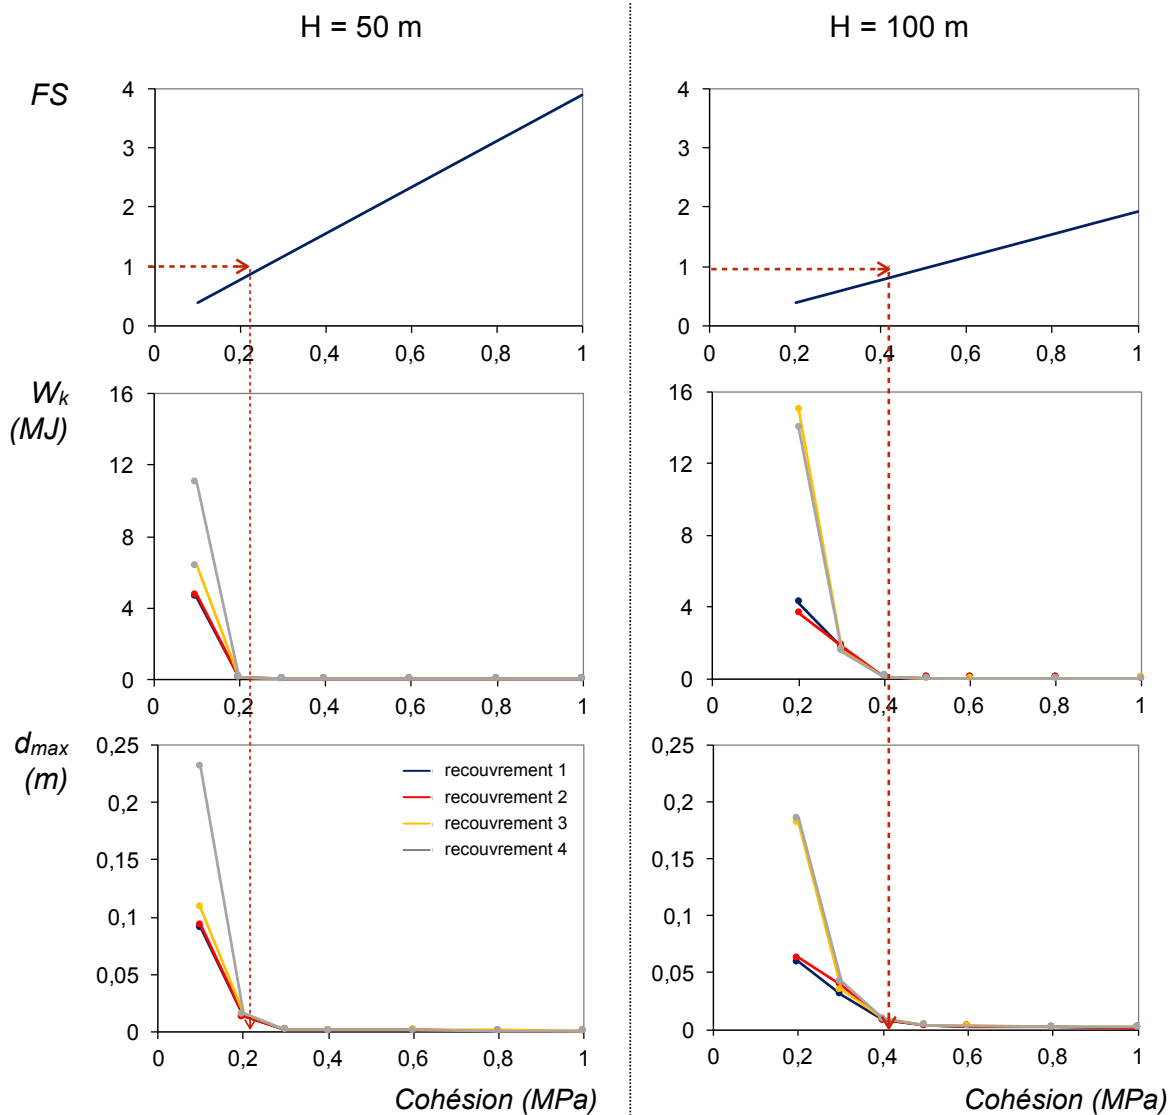 H = 50 m
H = 100 m
FS
4
3
2
1
0
0 0,2 0,4 0,6 0,8 1
4
3
2
1
0
0 0,2 0,4 0,6 0,8 1
Wk
(MJ)
16
12
8
4
0
0 0,2 0,4 0,6 0,8 1
16
12
8
4
0
0 0,2 0,4 0,6 0,8 1
dmax
(m)
0,25
0,2
0,15
0,1
0,05
0
0 0,2 0,4 0,6 0,8 1
recouvrement 1
recouvrement 2
recouvrement 3
recouvrement 4
0,25
0,2
0,15
0,1
0,05
0
0 0,2 0,4 0,6 0,8 1
Cohésion (MPa)
Cohésion (MPa)